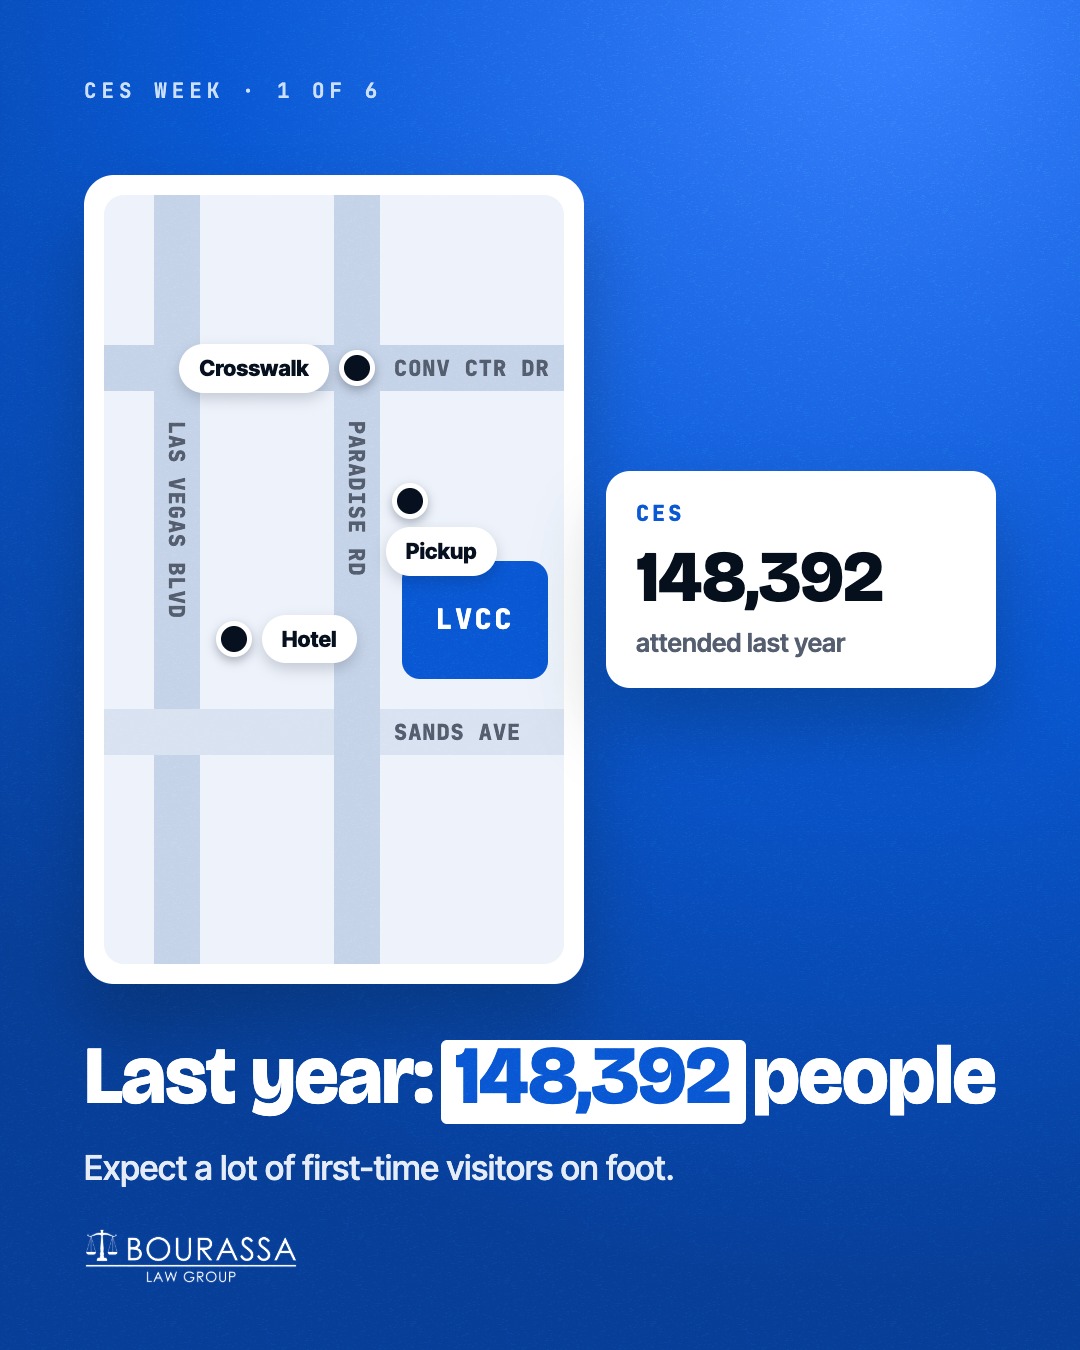 CES WEEK · 1 OF 6
Crosswalk
CONV CTR DR
LAS VEGAS BLVD
PARADISE RD
Pickup
LVCC
Hotel
SANDS AVE
CES
148,392
attended last year
Last year: 148,392 people
Expect a lot of first-time visitors on foot.
BOURASSA
LAW GROUP